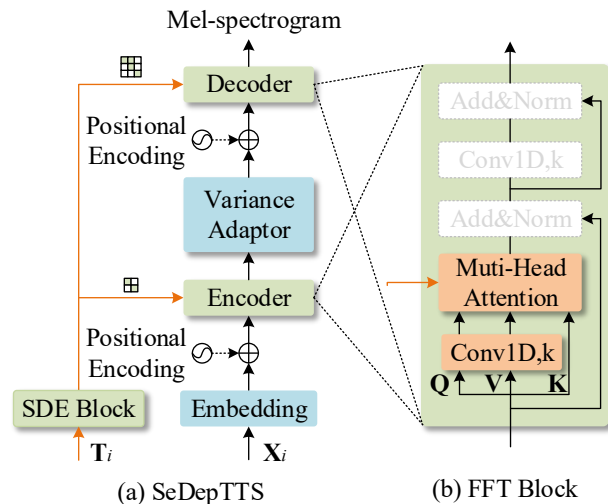 Mel-spectrogram
Decoder
Positional
Encoding
Variance
Adaptor
Encoder
Positional
Encoding
SDE Block
Embedding
Ti
Xi
(a) SeDepTTS
Add&Norm
Conv1D,k
Add&Norm
Muti-Head
Attention
Conv1D,k
Q V K
(b) FFT Block